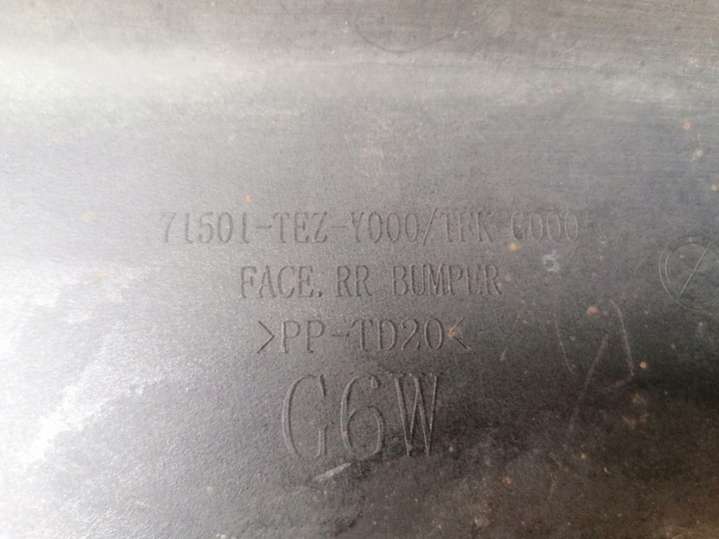 71501-TEZ-Y000/TFK-G000
FACE. RR BUMPER
>PP-TD20<
G6W